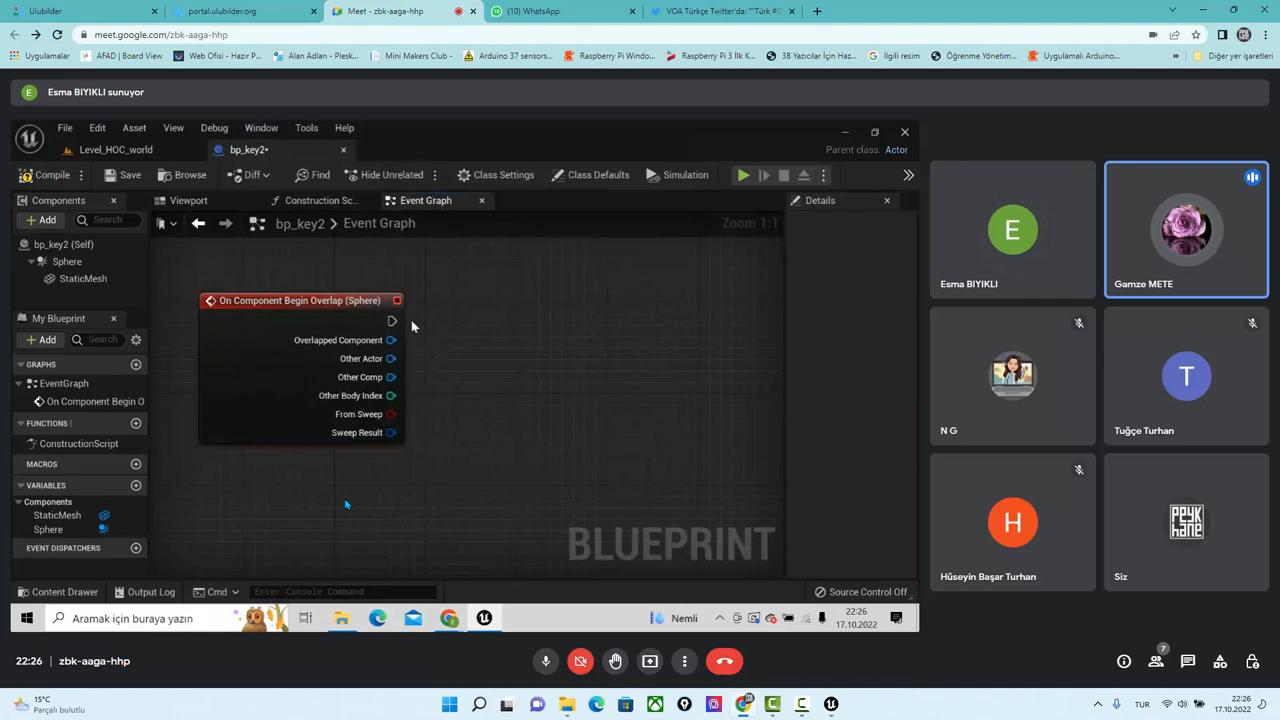 Ulubilder
portal.ulubilder.org
Meet - zbk-aaga-hhp
(10) WhatsApp
VOA Türkçe Twitter'da: ""Türk #C
meet.google.com/zbk-aaga-hhp
Uygulamalar
AFAD | Board View
Web Ofisi - Hazır P...
Alan Adları - Plesk...
Mini Makers Club -
Arduino 37 sensors...
Raspberry Pi Windo...
Raspberry Pi 3 İlk K...
3B Yazıcılar İçin Haz...
İlgili resim
Öğrenme Yönetim...
Uygulamalı Arduino...
»
Diğer yer işaretleri
E
Esma BIYIKLI sunuyor
File Edit Asset View Debug Window Tools Help
Level_HOC_world
bp_key2•
Parent class: Actor
Compile
Save
Browse
Diff
Find
Hide Unrelated
Class Settings
Class Defaults
Simulation
»
Components
Viewport
Construction Sc...
Event Graph
Details
+ Add
Search
bp_key2 > Event Graph
Zoom 1:1
bp_key2 (Self)
Sphere
StaticMesh
My Blueprint
+ Add
Search
GRAPHS
EventGraph
On Component Begin O
FUNCTIONS (
ConstructionScript
MACROS
VARIABLES
Components
StaticMesh
Sphere
EVENT DISPATCHERS
On Component Begin Overlap (Sphere)
Overlapped Component
Other Actor
Other Comp
Other Body Index
From Sweep
Sweep Result
BLUEPRINT
Content Drawer
Output Log
Cmd
Enter Console Command
Source Control Off
Aramak için buraya yazın
Nemli
22:26
17.10.2022
E
Esma BIYIKLI
Gamze METE
N G
T
Tuğçe Turhan
H
Hüseyin Başar Turhan
Siz
22:26
zbk-aaga-hhp
7
15°C
Parçalı bulutlu
TUR
22:26
17.10.2022